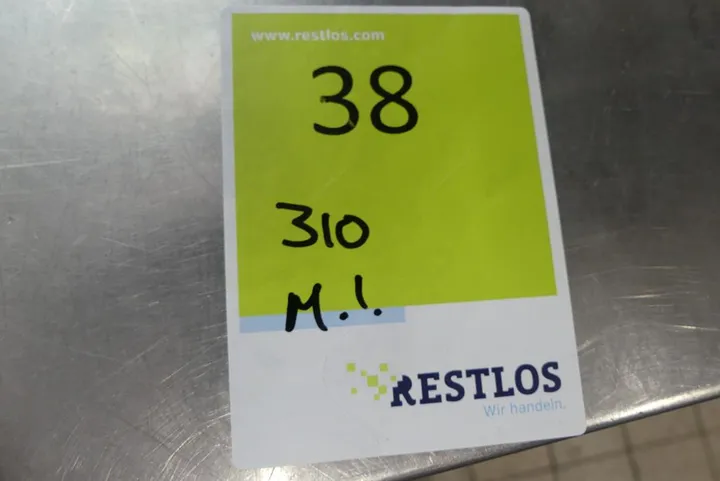 www.restlos.com
38
310
M.!.
RESTLOS
Wir handeln.